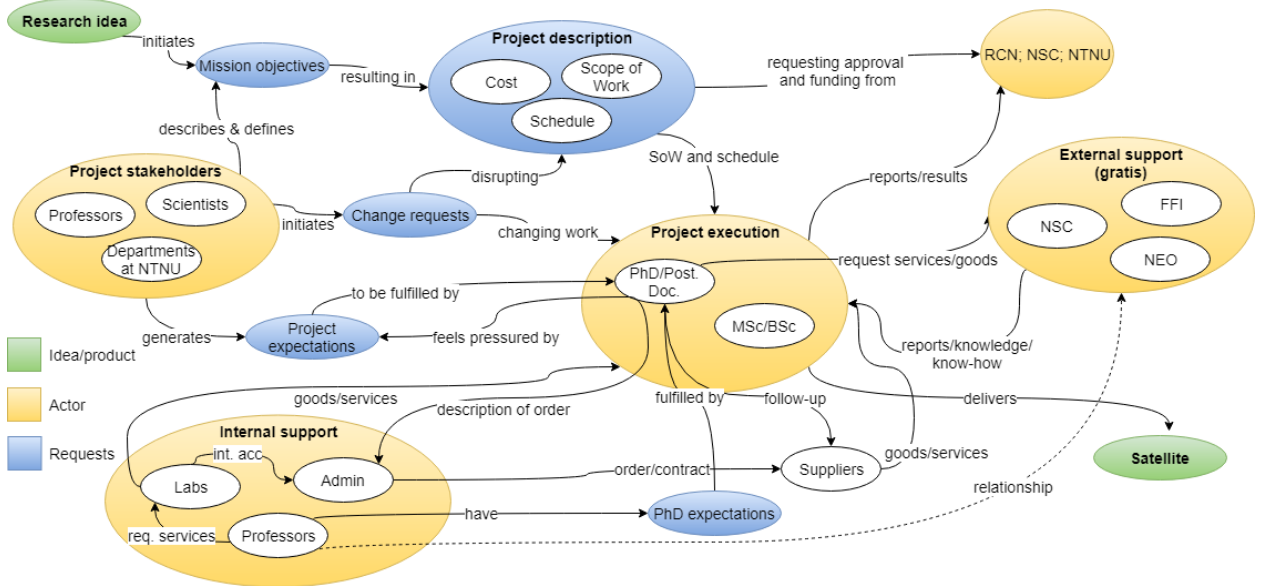 Research idea
initiates
Mission objectives
resulting in
Project description
Cost
Scope of
Work
Schedule
requesting approval
and funding from
RCN; NSC; NTNU
describes & defines
SoW and schedule
Project stakeholders
Professors
Scientists
Departments
at NTNU
initiates
Change requests
disrupting
changing work
reports/results
External support
(gratis)
FFI
NSC
NEO
Project execution
PhD/Post.
Doc.
MSc/BSc
request services/goods
to be fulfilled by
generates
Project
expectations
feels pressured by
reports/knowledge/
know-how
Idea/product
Actor
Requests
goods/services
description of order
fulfilled by
follow-up
delivers
Internal support
int. acc
Labs
Admin
order/contract
Suppliers
goods/services
Satellite
relationship
req. services
Professors
have
PhD expectations